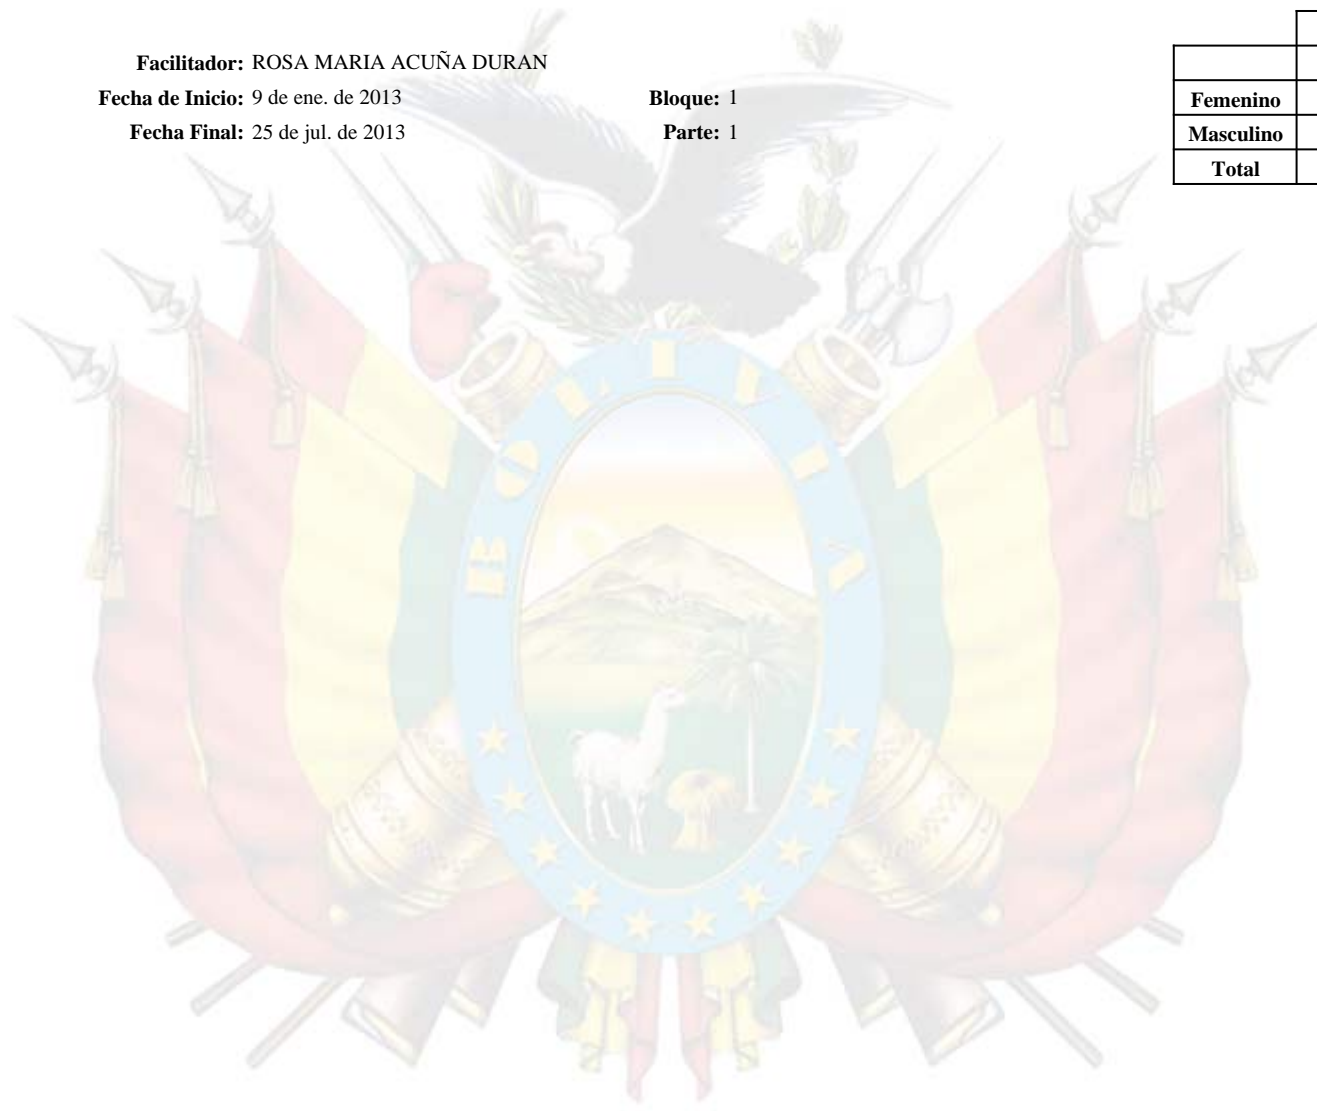 Facilitador: ROSA MARIA ACUÑA DURAN
Fecha de Inicio: 9 de ene. de 2013 Bloque: 1
Fecha Final: 25 de jul. de 2013 Parte: 1
Femenino
Masculino
Total
BOLIVIA